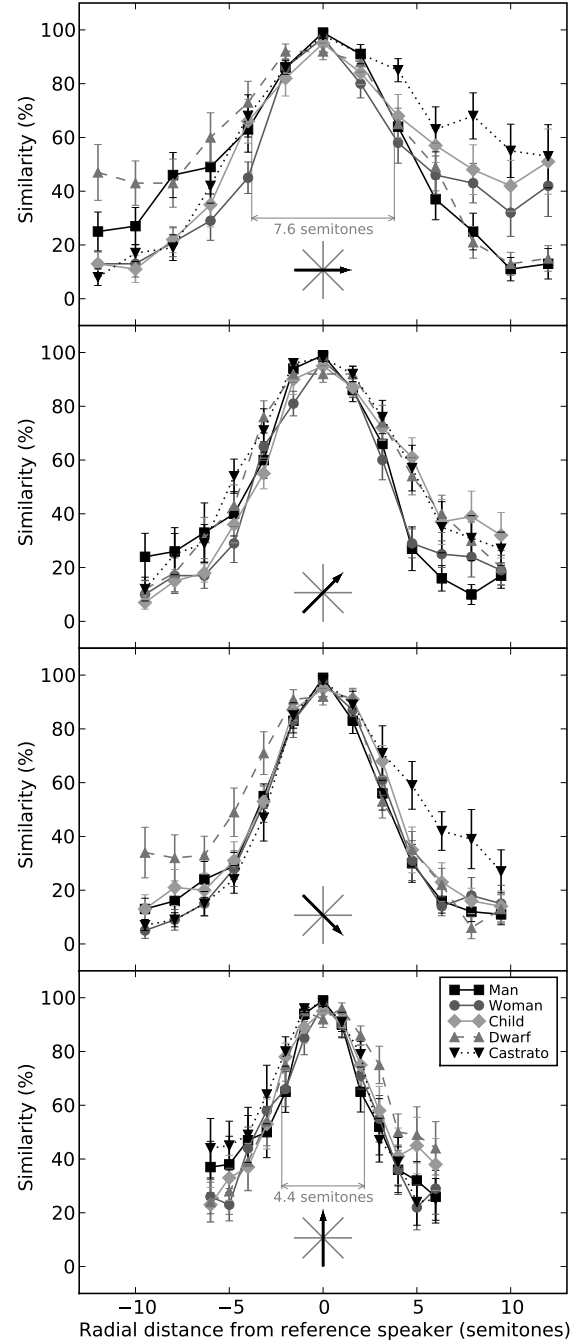 100
80
60
40
20
0
Similarity (%)
7.6 semitones
100
80
60
40
20
0
Similarity (%)
100
80
60
40
20
0
Similarity (%)
100
80
60
40
20
0
Similarity (%)
Man
Woman
Child
Dwarf
Castrato
4.4 semitones
−10 −5 0 5 10
Radial distance from reference speaker (semitones)